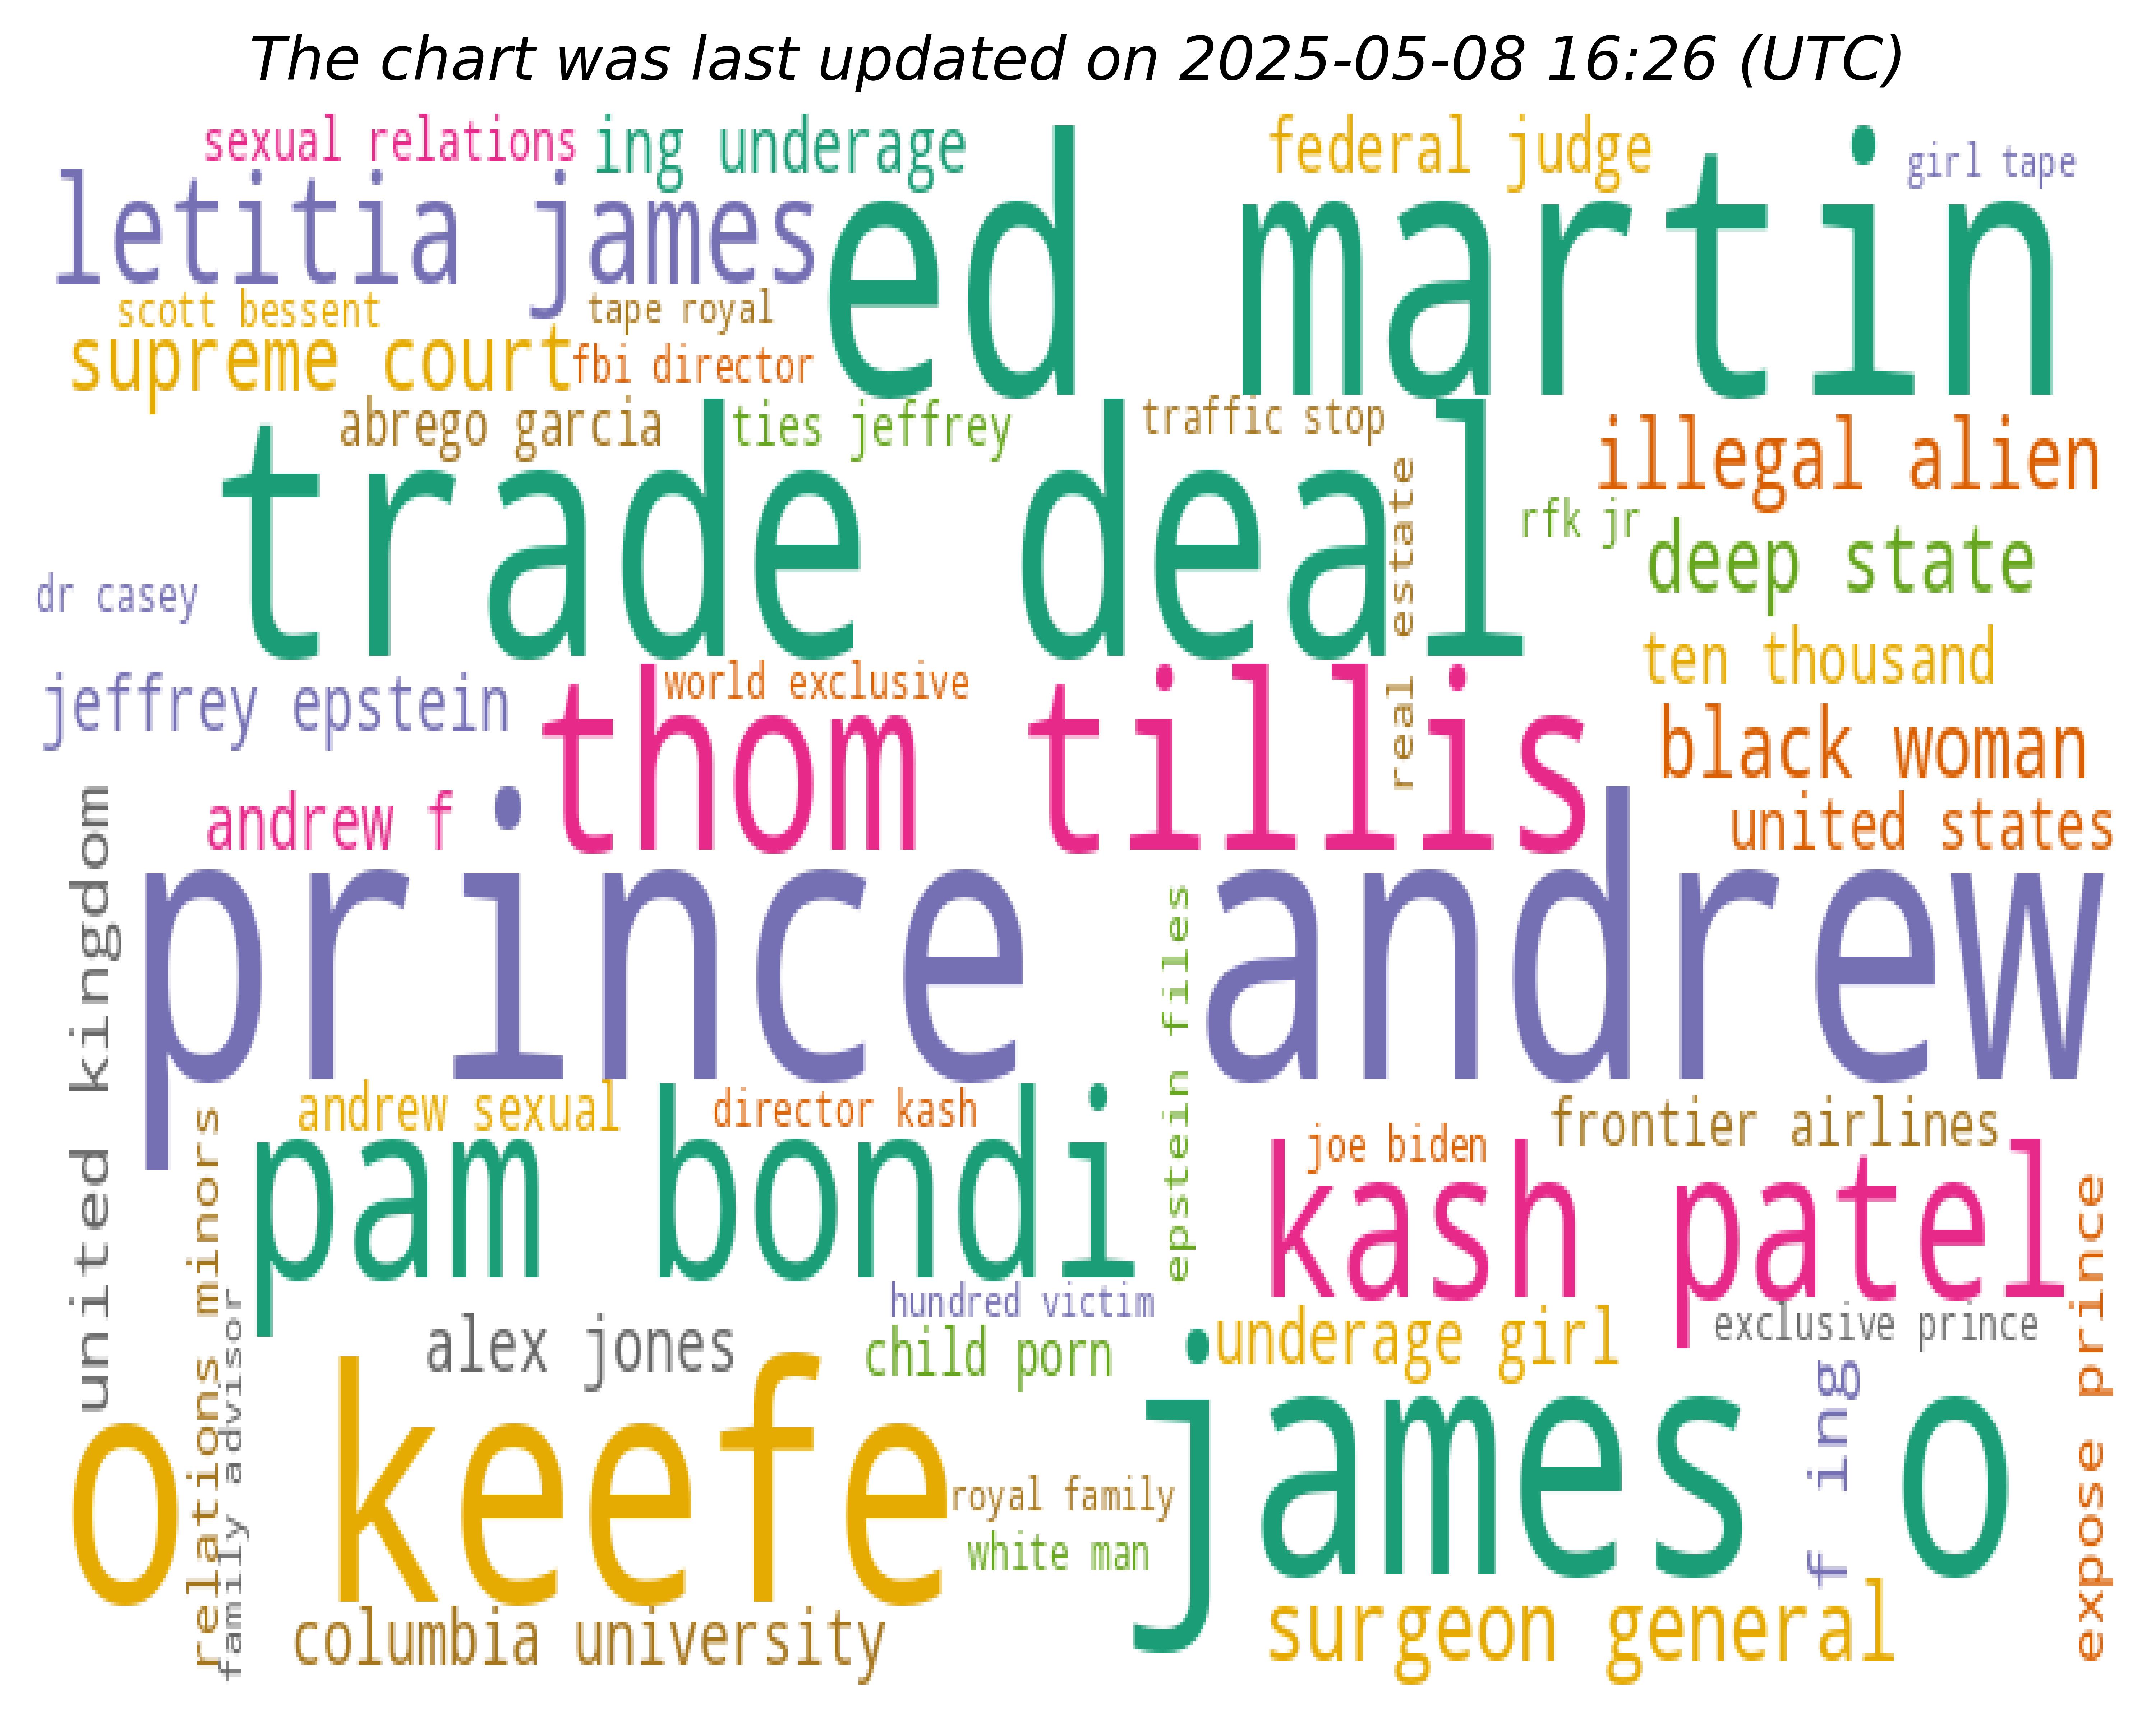 The chart was last updated on 2025-05-08 16:26 (UTC)
sexual relations
ing underage
federal judge
girl tape
letitia james
ed martin
scott bessent
tape royal
supreme court
fbi director
abrego garcia
ties jeffrey
traffic stop
illegal alien
trade deal
real estate
rfk jr
deep state
dr casey
ten thousand
jeffrey epstein
world exclusive
thom tillis
black woman
andrew f
united states
united kingdom
prince andrew
epstein files
andrew sexual
director kash
joe biden
frontier airlines
relations minors
pam bondi
kash patel
expose prince
family advisor
hundred victim
alex jones
child porn
underage girl
exclusive prince
o keefe
james o
f ing
royal family
white man
columbia university
surgeon general